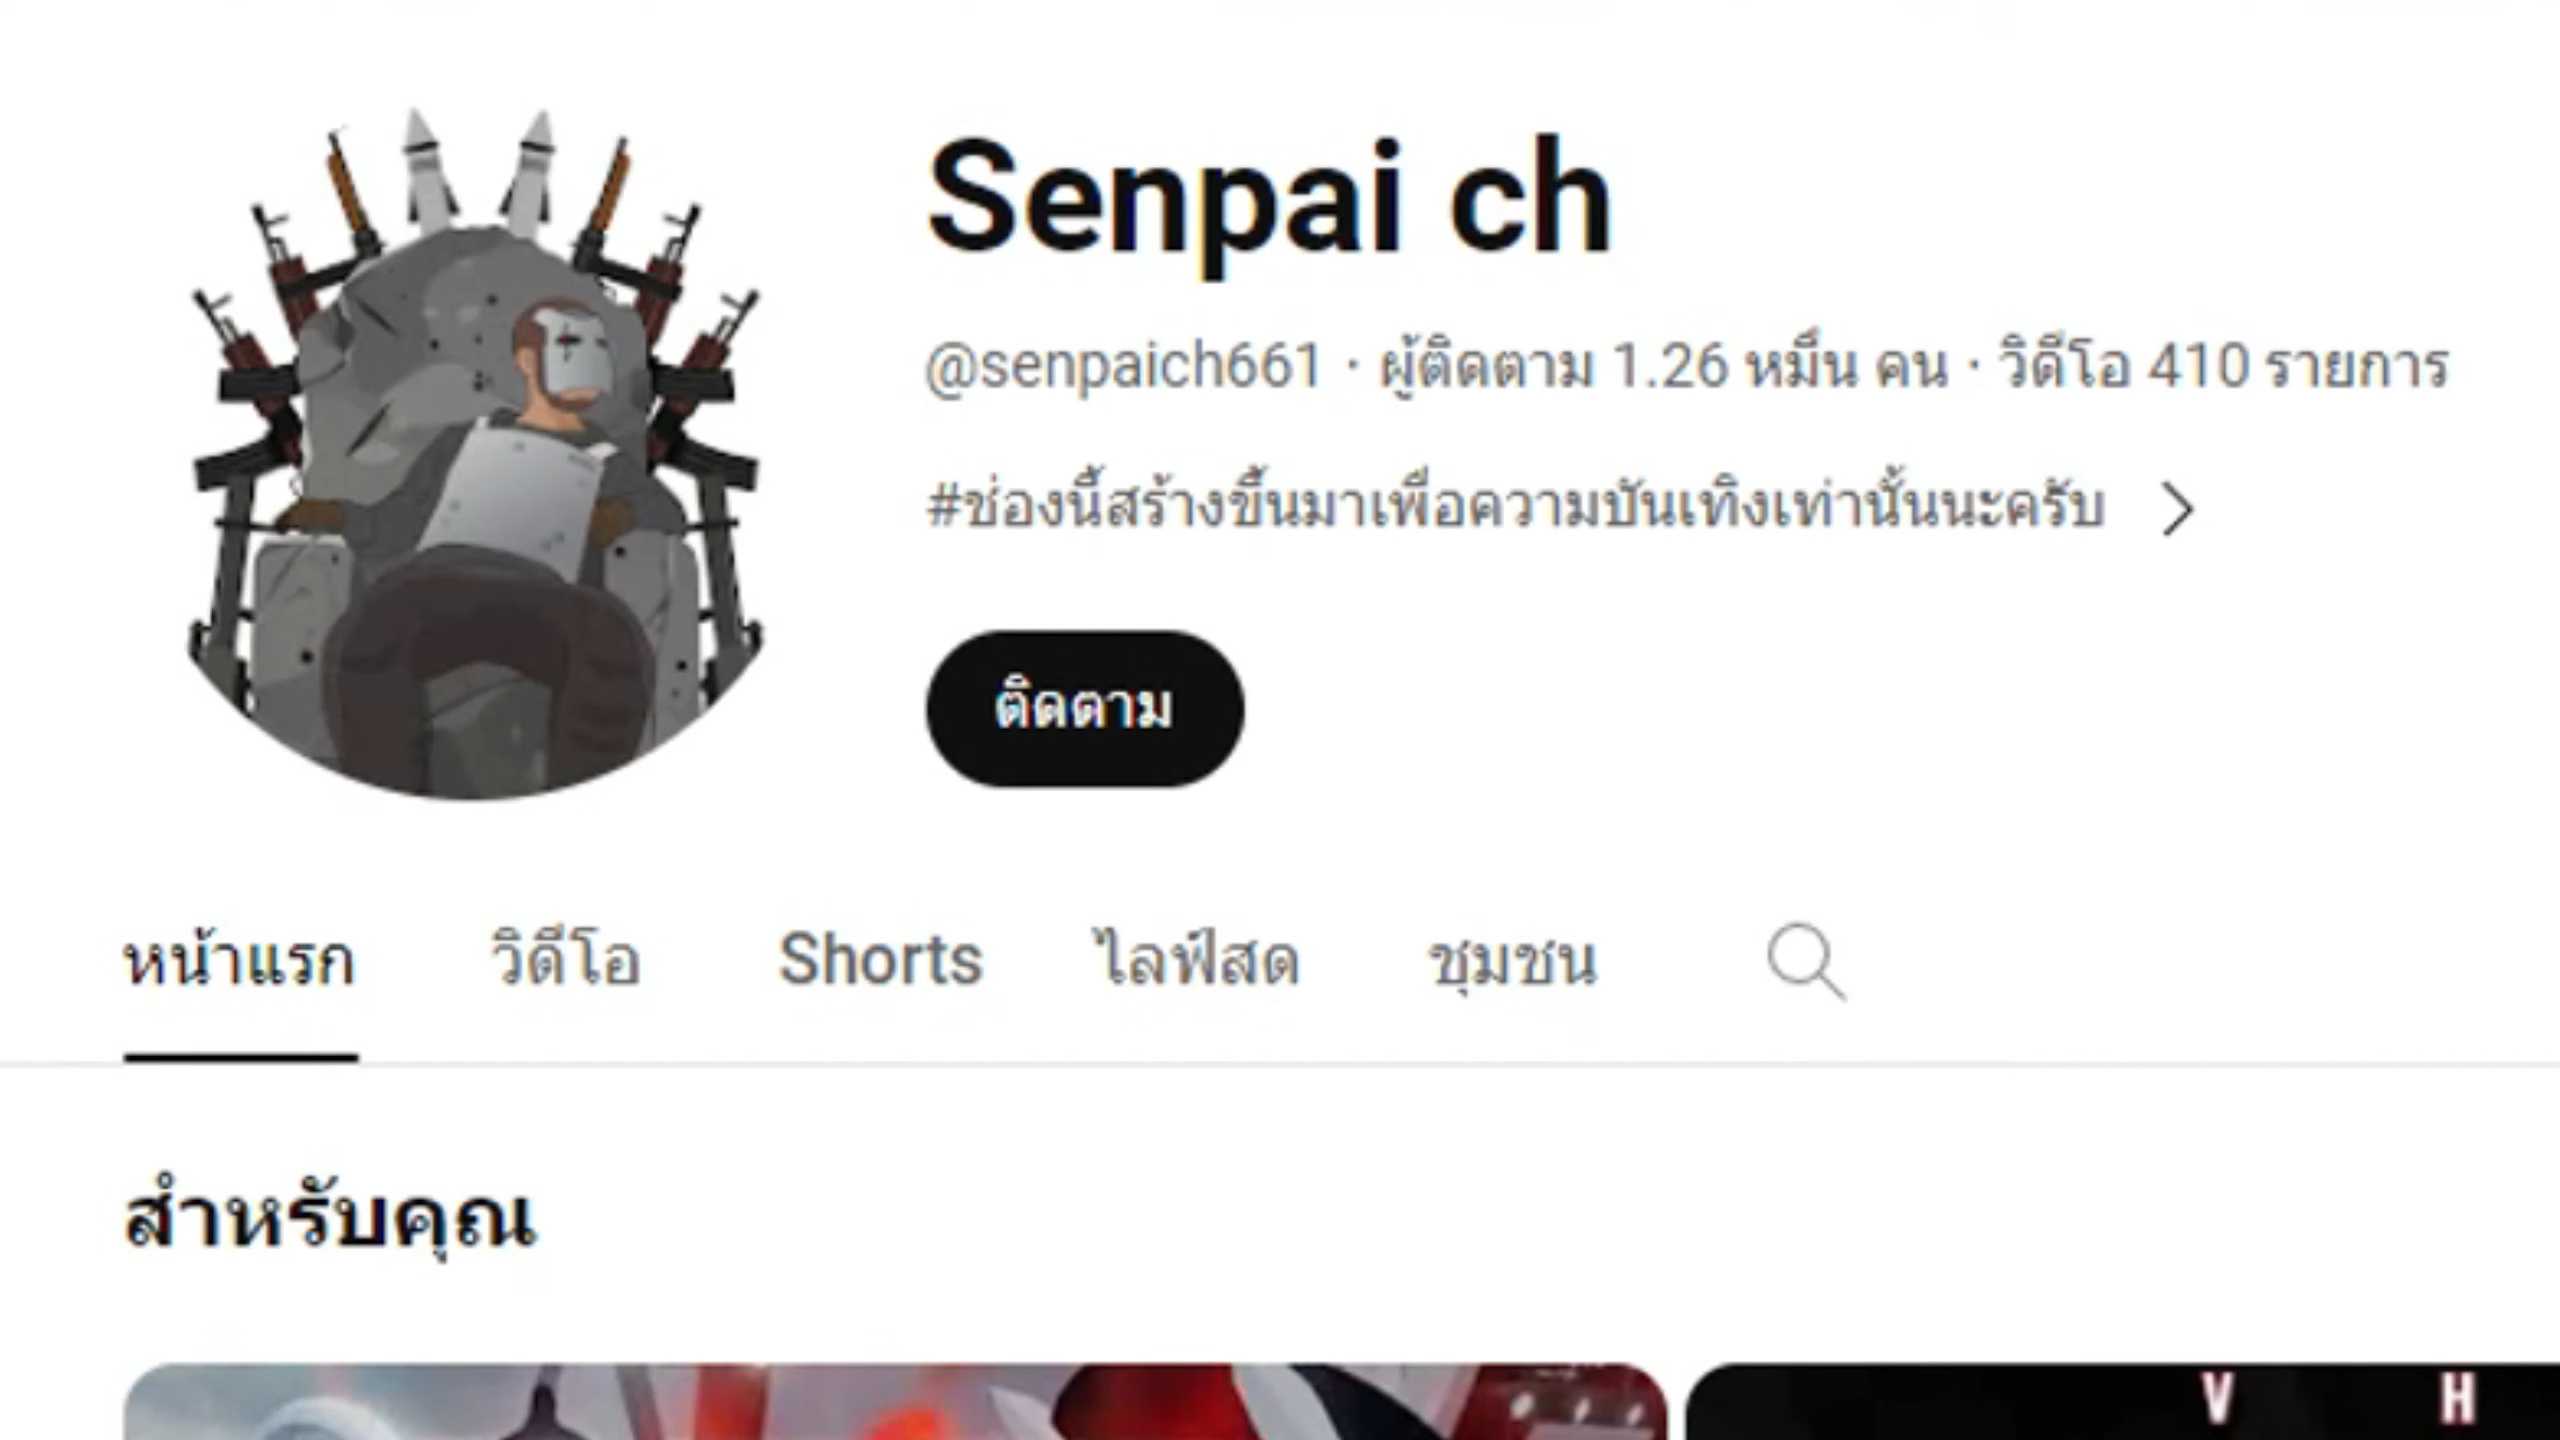 Senpai ch
@senpaich661 · ผู้ติดตาม 1.26 หมื่น คน · วิดีโอ 410 รายการ
#ช่องนี้สร้างขึ้นมาเพื่อความบันเทิงเท่านั้นนะครับ
ติดตาม
หน้าแรก วิดีโอ Shorts ไลฟ์สด ชุมชน
สำหรับคุณ
V H